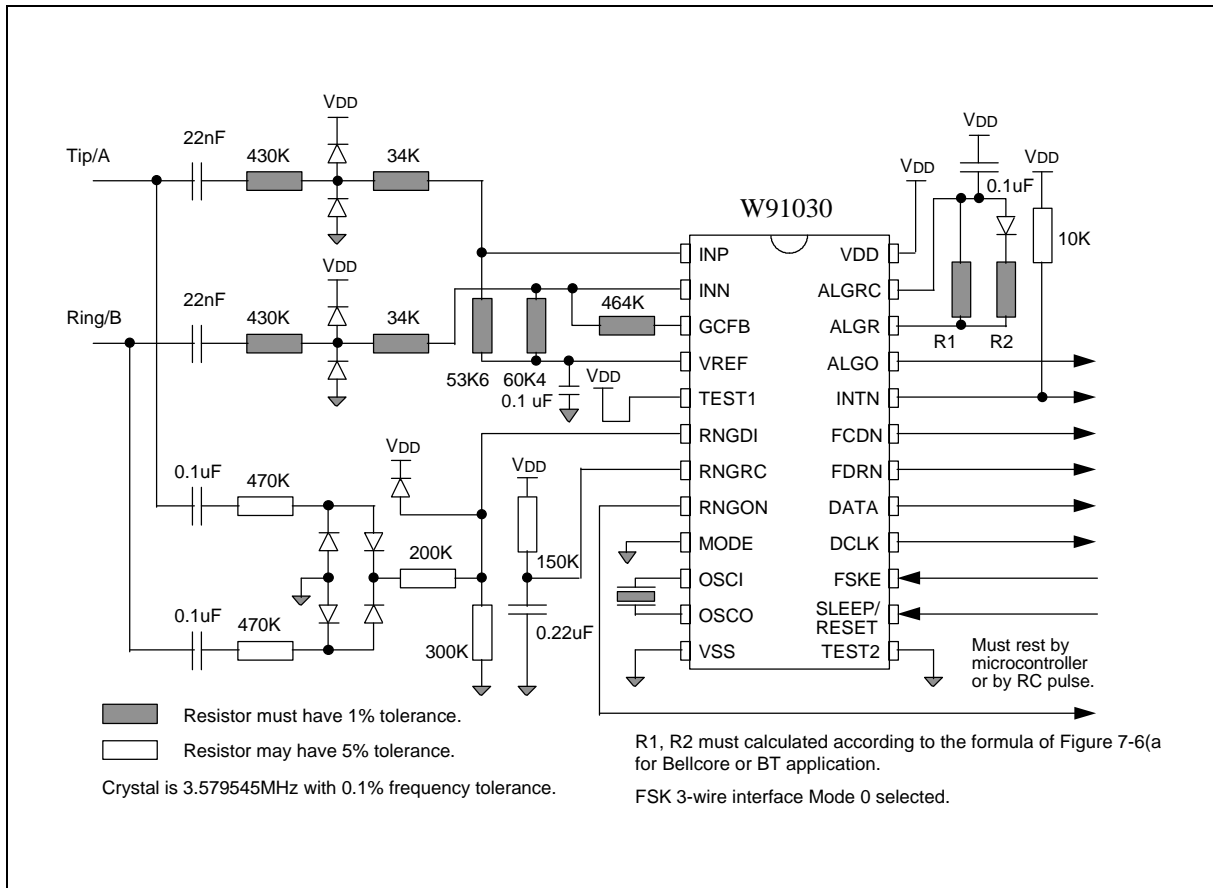 VDD
22nF
Tip/A
430K
34K
VDD
22nF
Ring/B
430K
34K
53K6
60K4
0.1 uF
464K
VDD
0.1uF
470K
VDD
200K
0.1uF
470K
300K
VDD
150K
0.22uF
W91030
INP
INN
GCFB
VREF
TEST1
RNGDI
RNGRC
RNGON
MODE
OSCI
OSCO
VSS
VDD
ALGRC
ALGR
ALGO
INTN
FCDN
FDRN
DATA
DCLK
FSKE
SLEEP/
RESET
TEST2
VDD
VDD
0.1uF
VDD
10K
R1
R2
Must rest by
microcontroller
or by RC pulse.
Resistor must have 1% tolerance.
Resistor may have 5% tolerance.
Crystal is 3.579545MHz with 0.1% frequency tolerance.
R1, R2 must calculated according to the formula of Figure 7-6(a
for Bellcore or BT application.
FSK 3-wire interface Mode 0 selected.